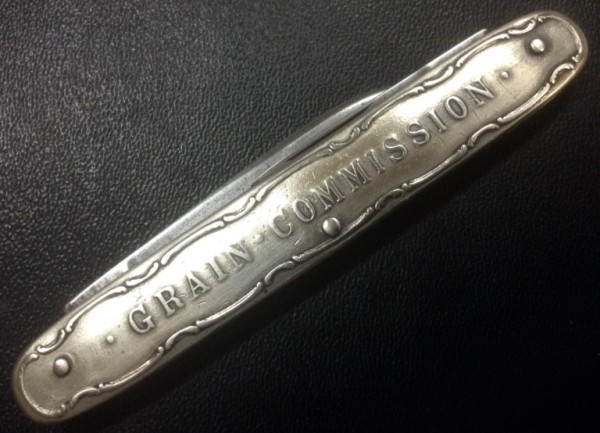 · GRAIN · COMMISSION ·